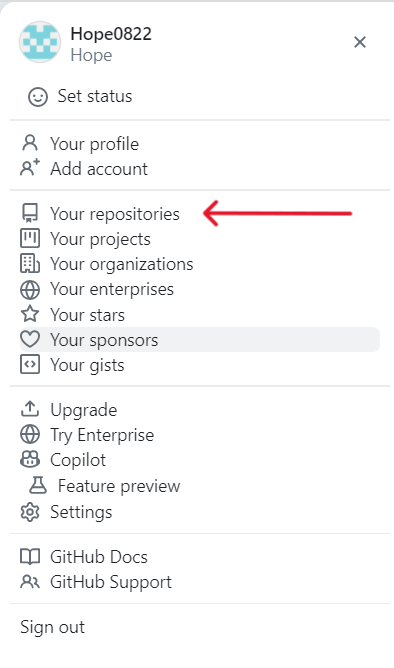 Hope0822
Hope
Set status
Your profile
Add account
Your repositories
Your projects
Your organizations
Your enterprises
Your stars
Your sponsors
Your gists
Upgrade
Try Enterprise
Copilot
Feature preview
Settings
GitHub Docs
GitHub Support
Sign out